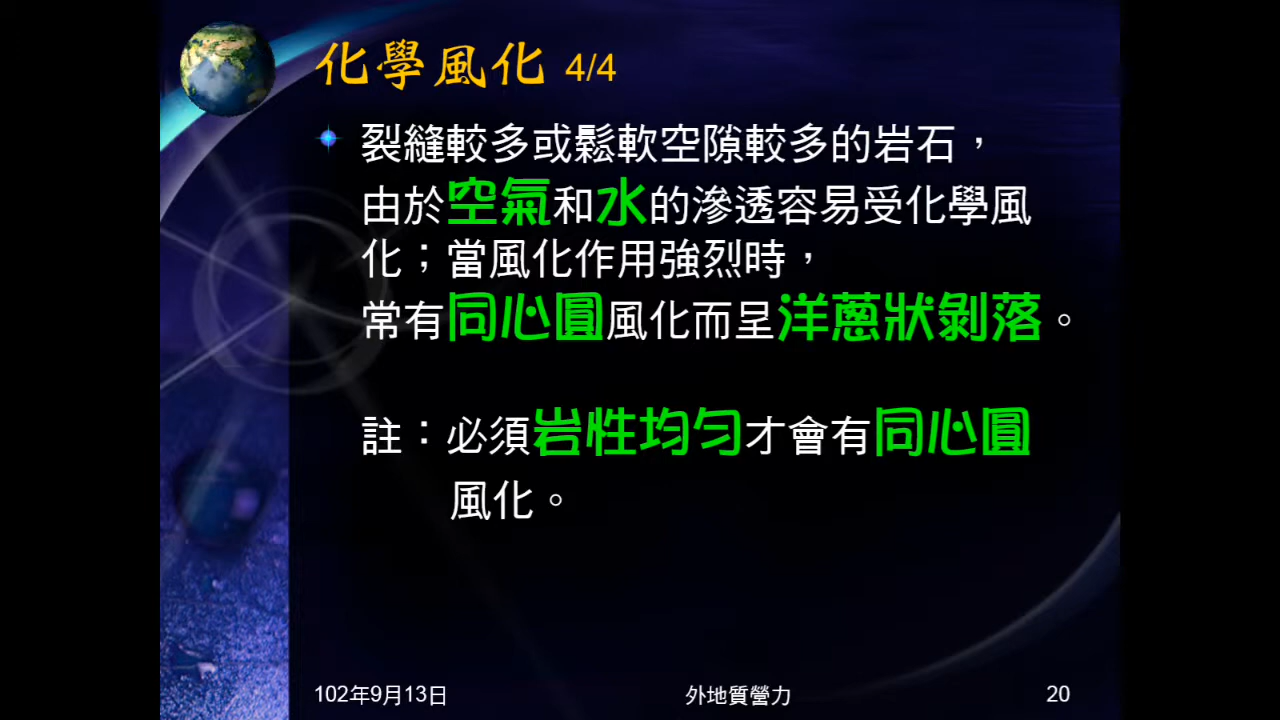 化學風化 4/4
裂縫較多或鬆軟空隙較多的岩石，
由於空氣和水的滲透容易受化學風
化；當風化作用強烈時，
常有同心圓風化而呈洋蔥狀剝落。
註：必須岩性均勻才會有同心圓
風化。
102年9月13日 外地質營力 20